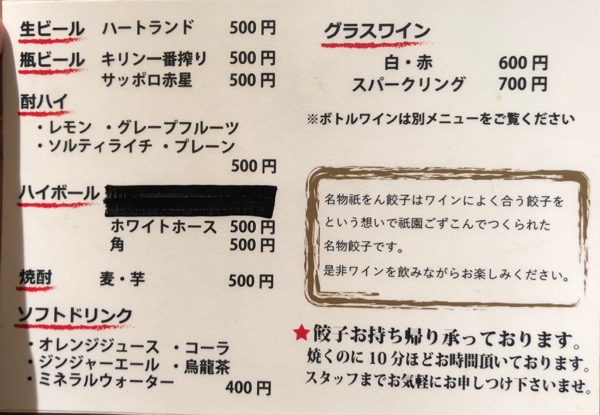 生ビール ハートランド 500円
瓶ビール キリン一番搾り 500円
サッポロ赤星 500円
酎ハイ
・レモン ・グレープフルーツ
・ソルティライチ ・プレーン
500円
ハイボール
ホワイトホース 500円
角 500円
焼酎 麦・芋 500円
ソフトドリンク
・オレンジジュース ・コーラ
・ジンジャーエール ・烏龍茶
・ミネラルウォーター 400円
グラスワイン
白・赤 600円
スパークリング 700円
※ボトルワインは別メニューをご覧ください
名物祇をん餃子はワインによく合う餃子を
という想いで祇園ごずこんでつくられた
名物餃子です。
是非ワインを飲みながらお楽しみください。
★餃子お持ち帰り承っております。
焼くのに10分ほどお時間頂いております。
スタッフまでお気軽にお申しつけ下さいませ。